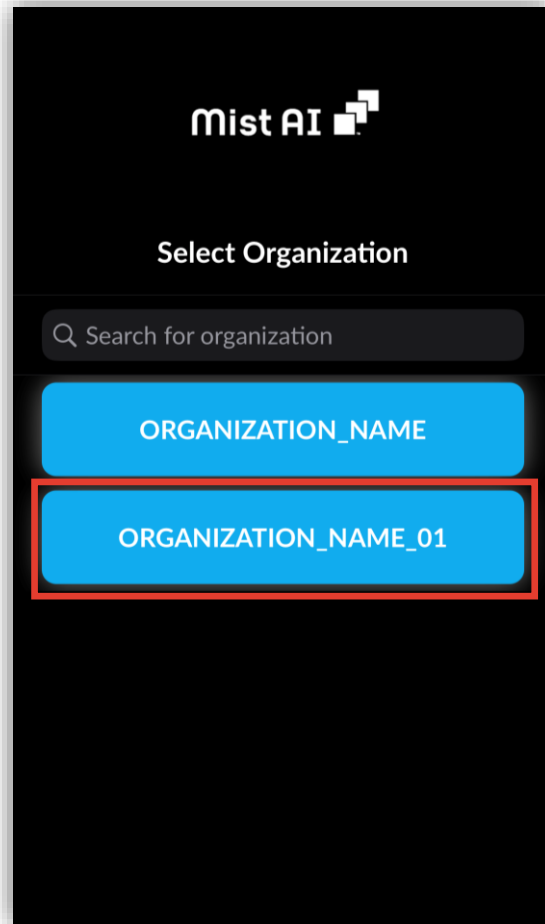 Mist AI
Select Organization
Search for organization
ORGANIZATION_NAME
ORGANIZATION_NAME_01